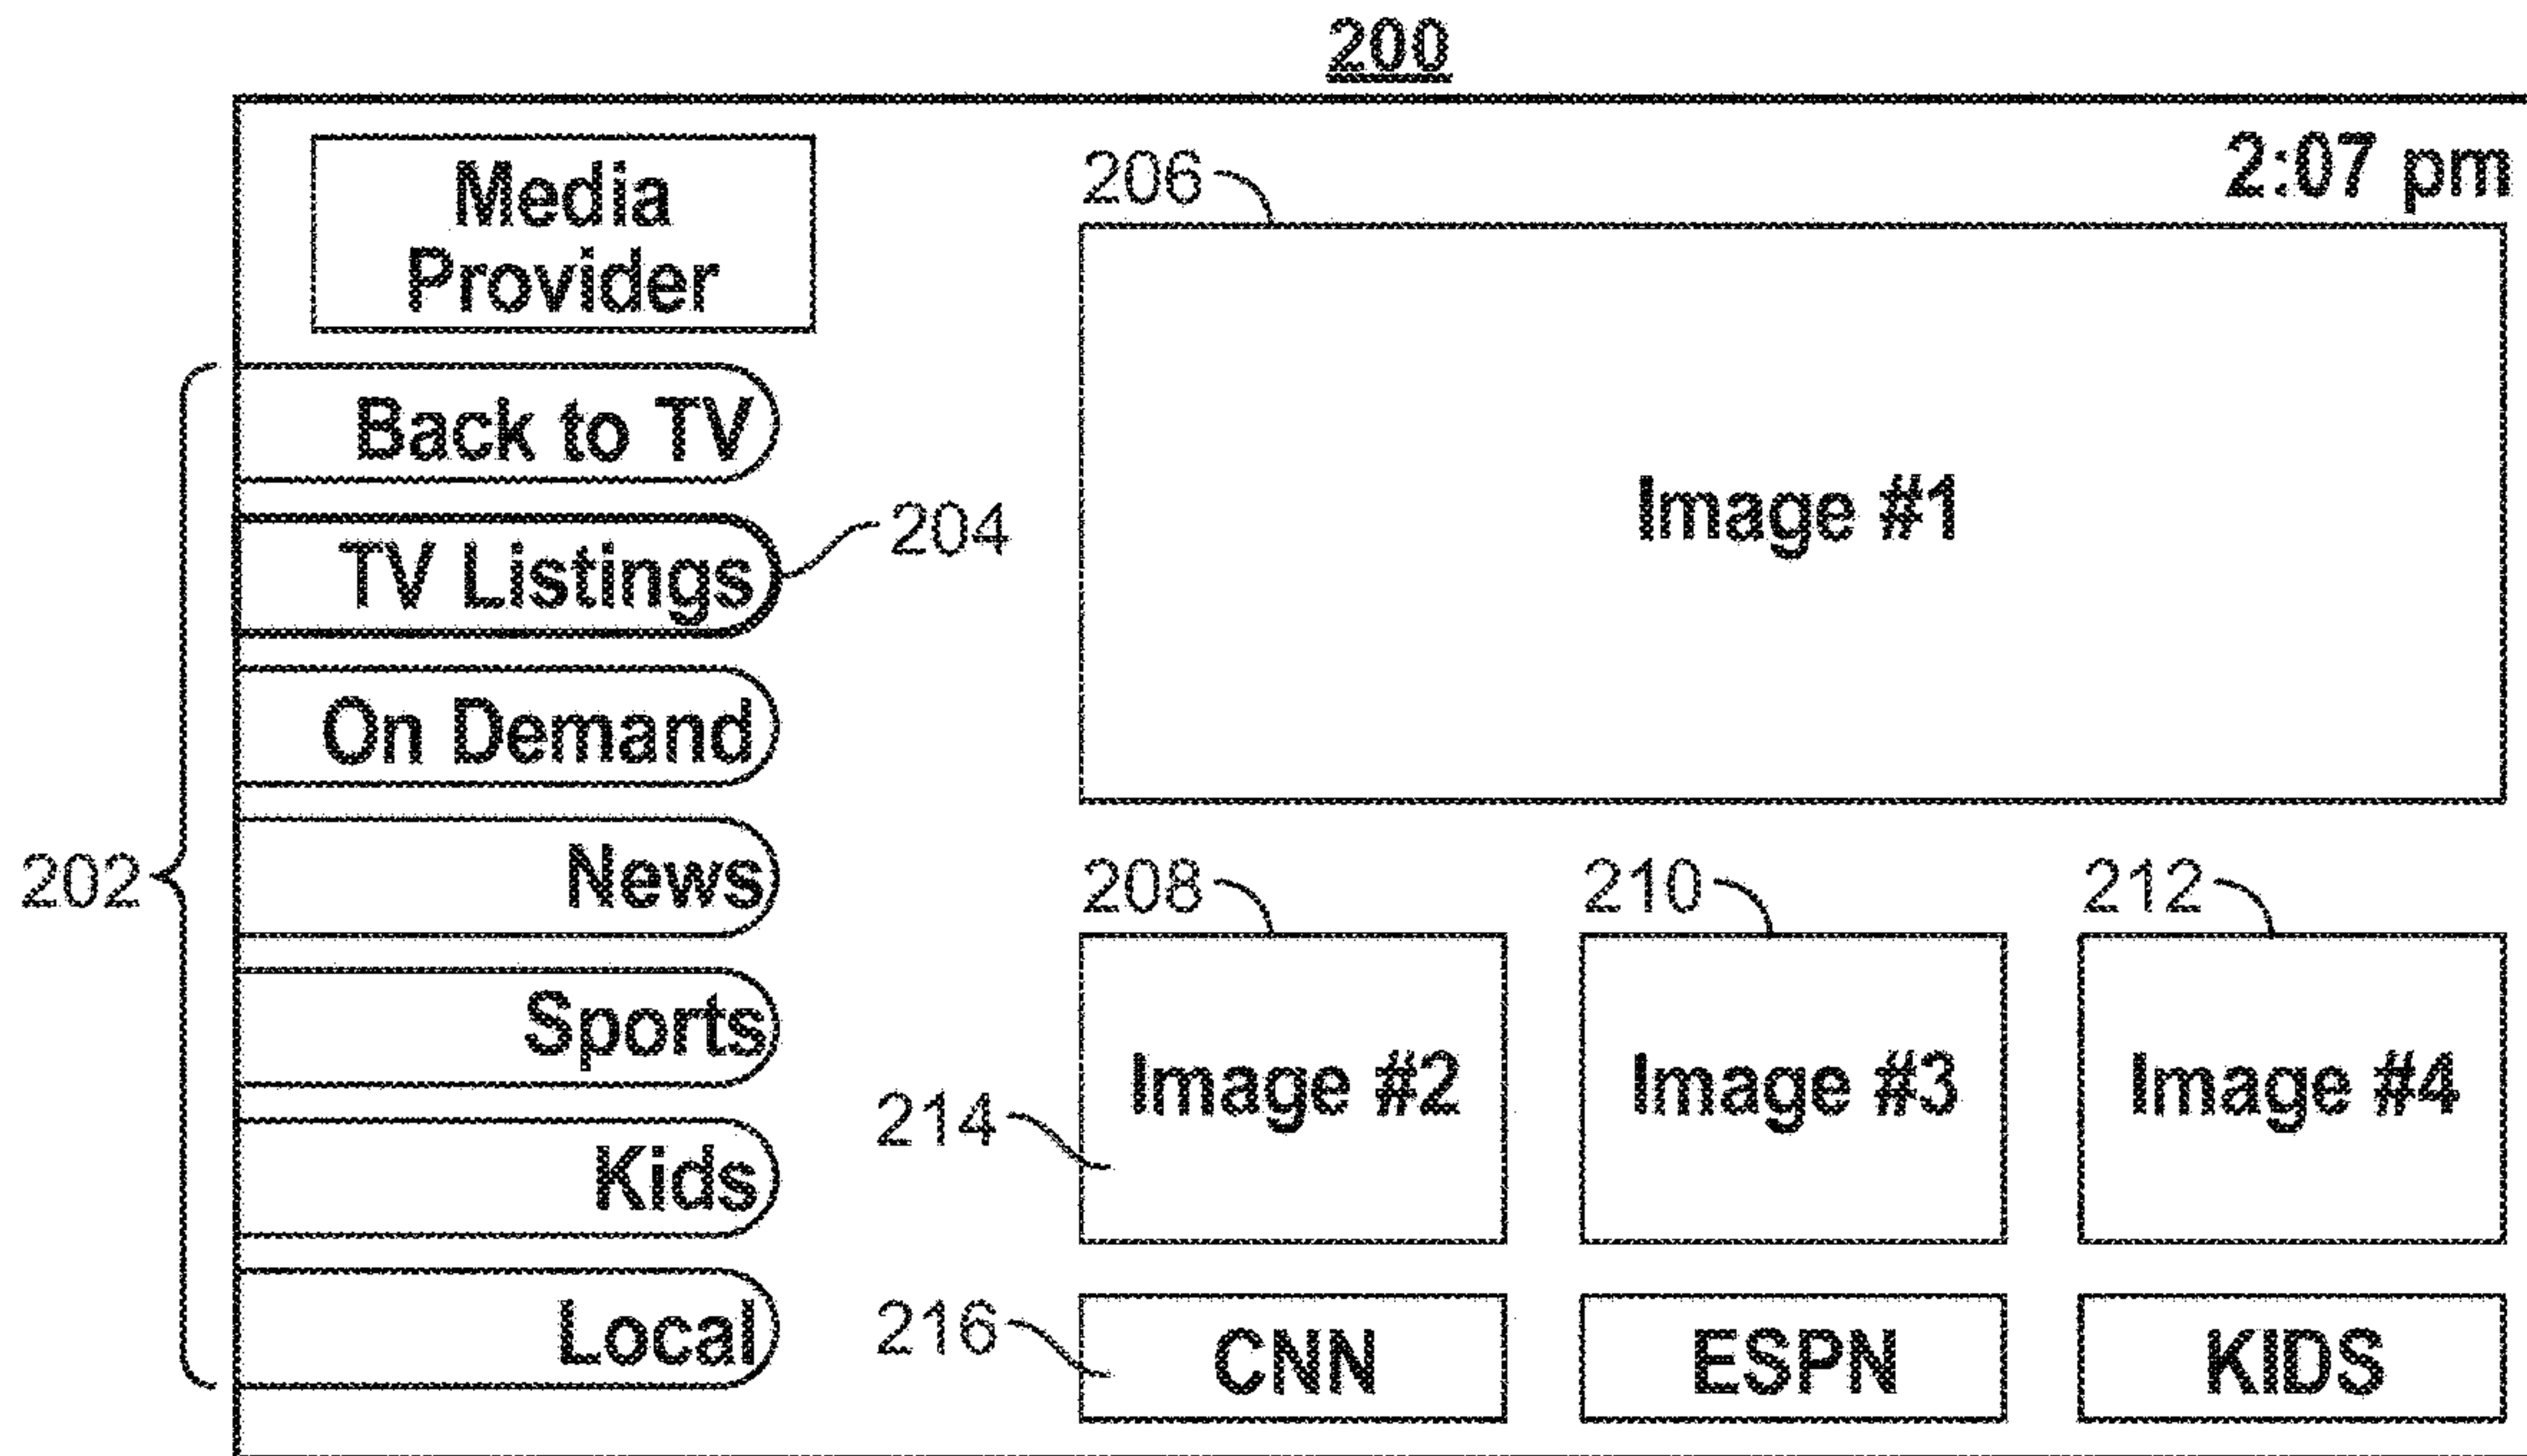 200
2:07 pm
Media
Provider
206
Back to TV
Image #1
204
TV Listings
On Demand
202
News
208
210
212
Sports
Image #2
Image #3
Image #4
214
Kids
216
Local
CNN
ESPN
KIDS